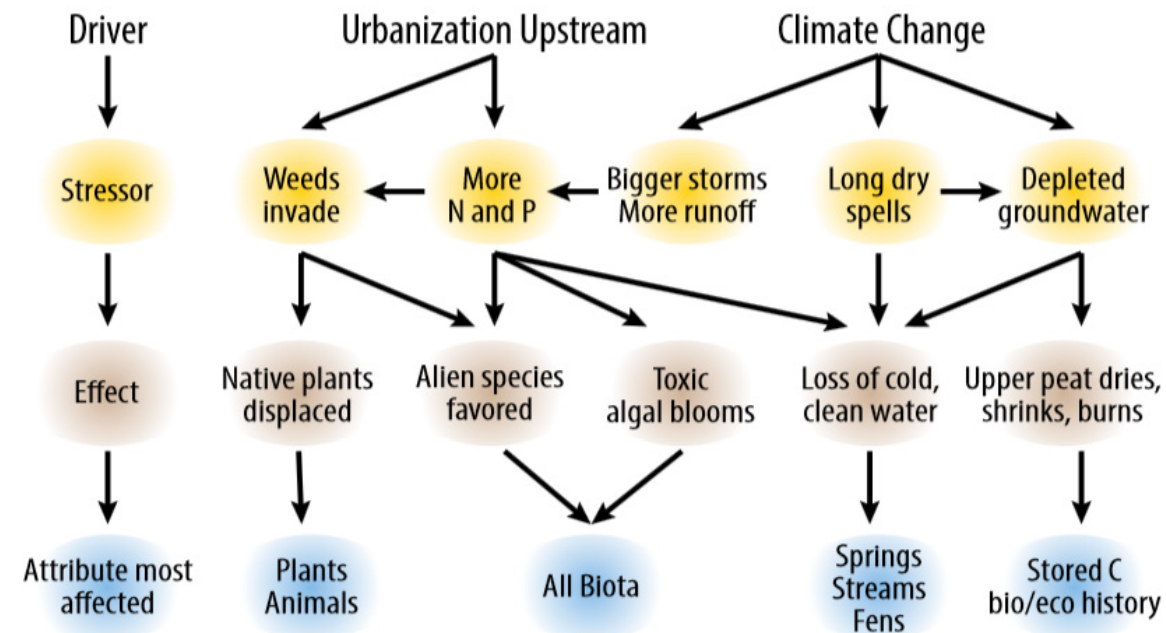 Driver
Urbanization Upstream
Climate Change
Stressor
Weeds
invade
More
N and P
Bigger storms
More runoff
Long dry
spells
Depleted
groundwater
Effect
Native plants
displaced
Alien species
favored
Toxic
algal blooms
Loss of cold,
clean water
Upper peat dries,
shrinks, burns
Attribute most
affected
Plants
Animals
All Biota
Springs
Streams
Fens
Stored C
bio/eco history